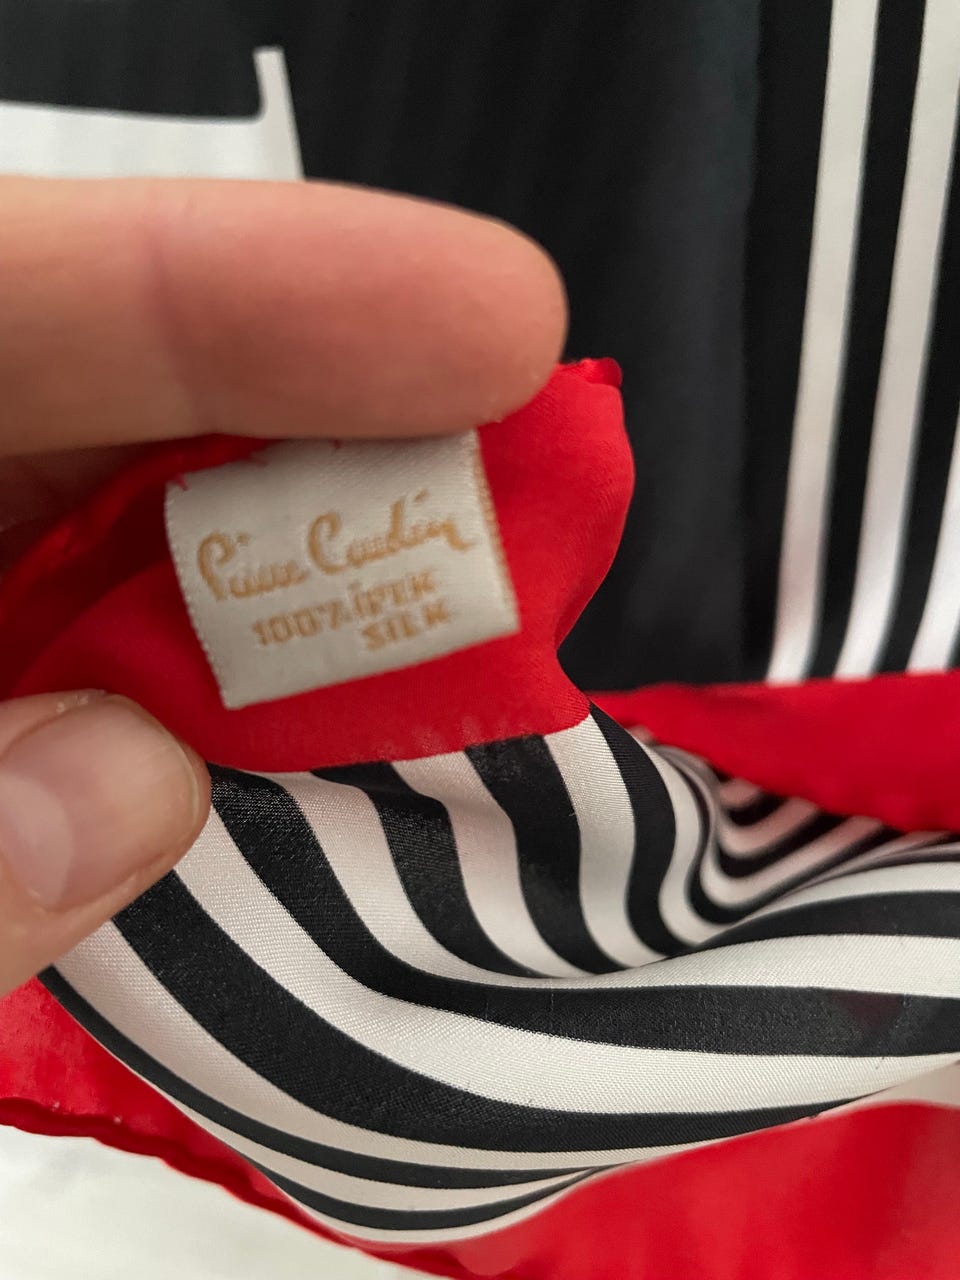 Pierre Cardin
100% İPEK
SILK